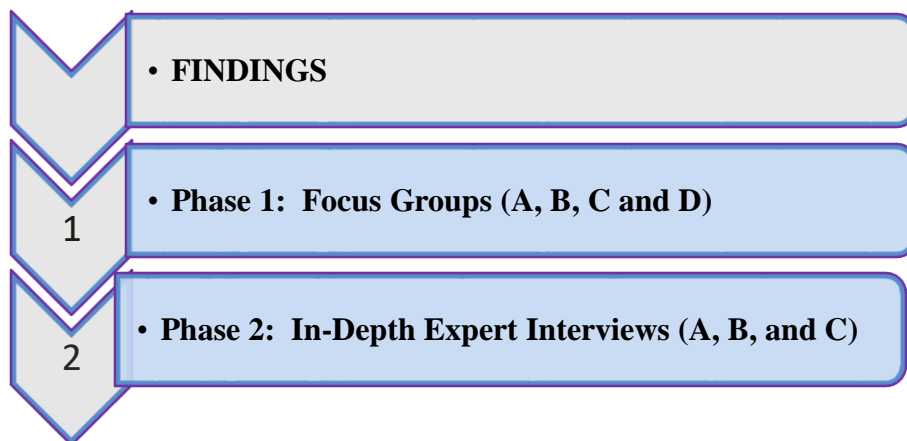 • FINDINGS
1
• Phase 1:  Focus Groups (A, B, C and D)
2
• Phase 2:  In-Depth Expert Interviews (A, B, and C)